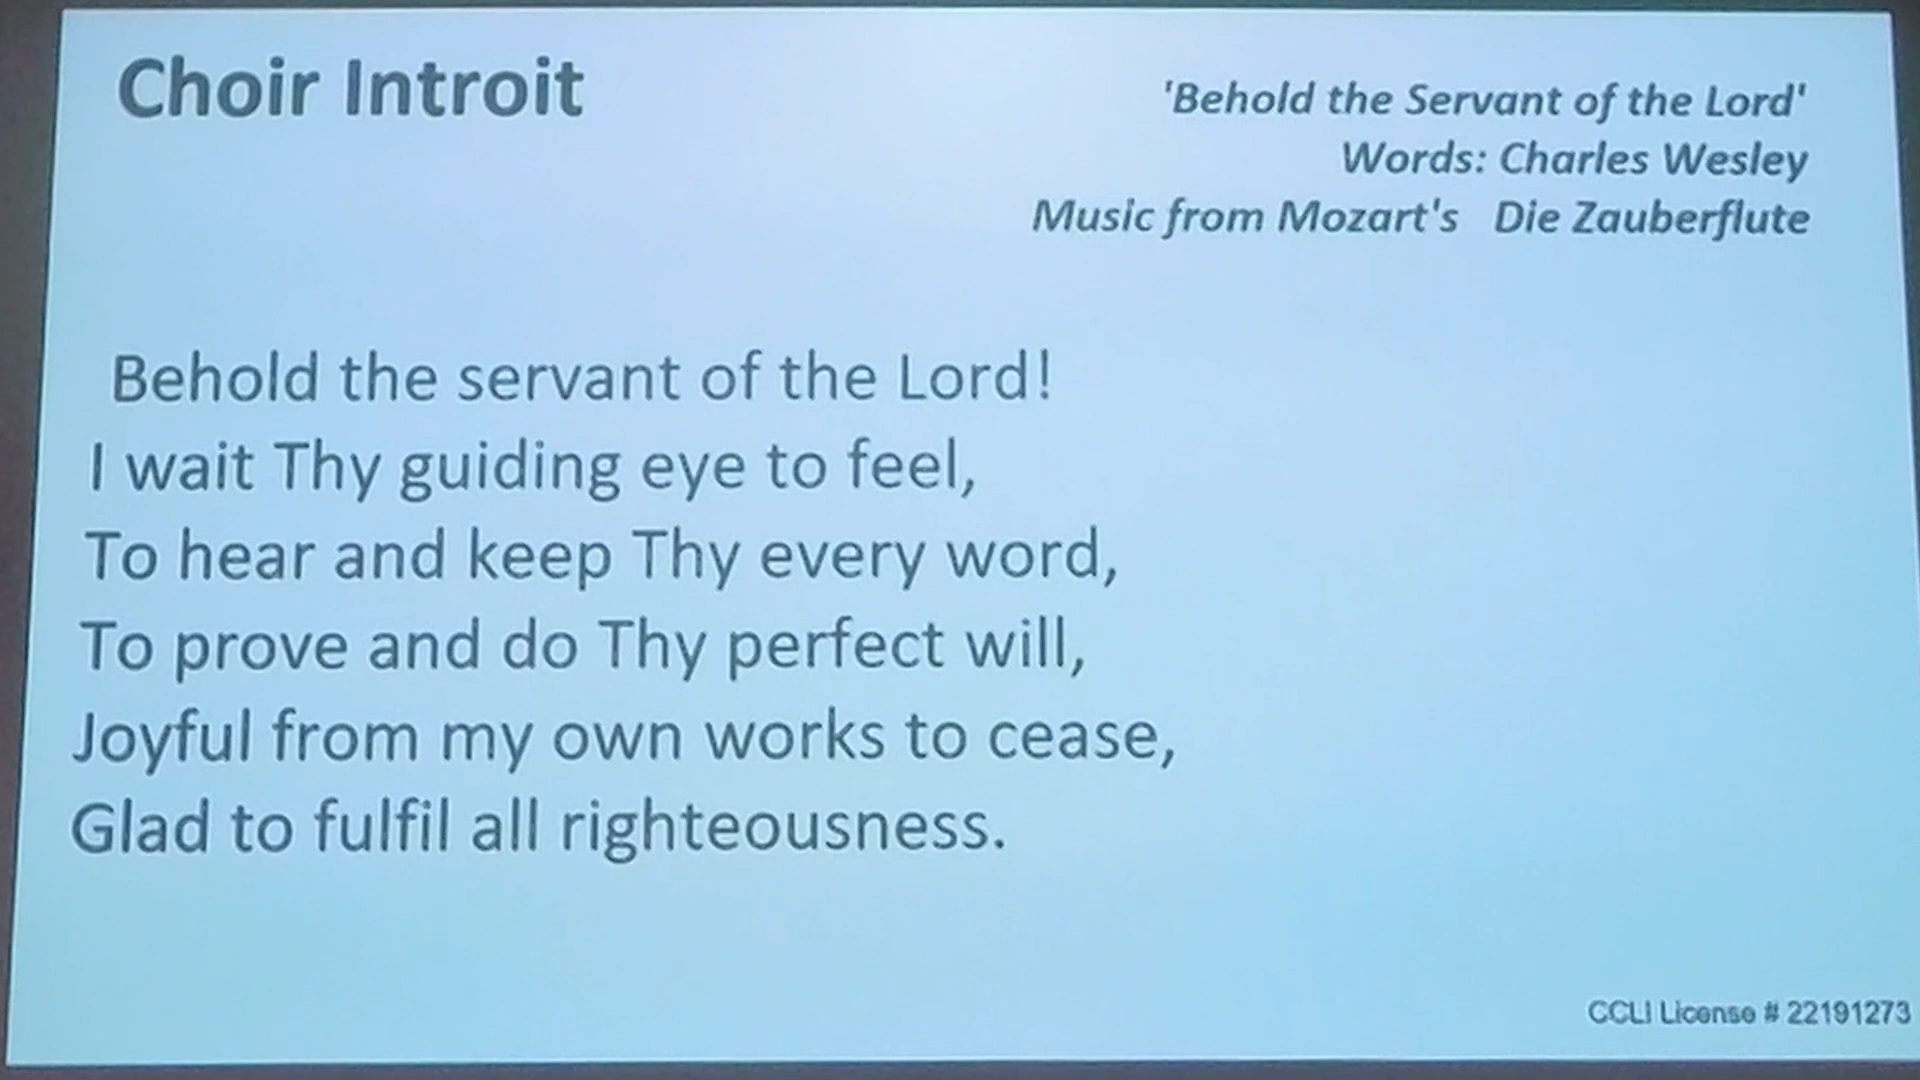 Choir Introit
'Behold the Servant of the Lord'
Words: Charles Wesley
Music from Mozart's Die Zauberflute
Behold the servant of the Lord!
I wait Thy guiding eye to feel,
To hear and keep Thy every word,
To prove and do Thy perfect will,
Joyful from my own works to cease,
Glad to fulfil all righteousness.
CCLI License # 22191273